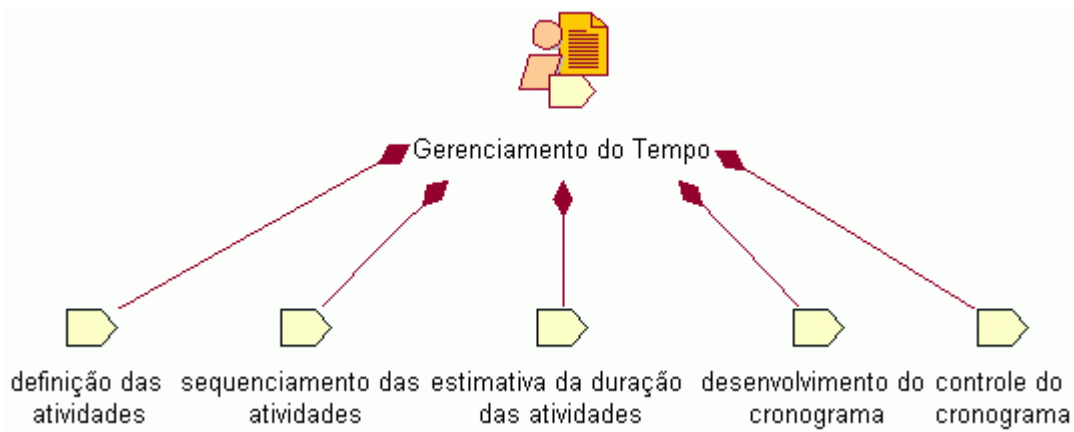 Gerenciamento do Tempo
definição das
atividades
sequenciamento das
atividades
estimativa da duração
das atividades
desenvolvimento do
cronograma
controle do
cronograma